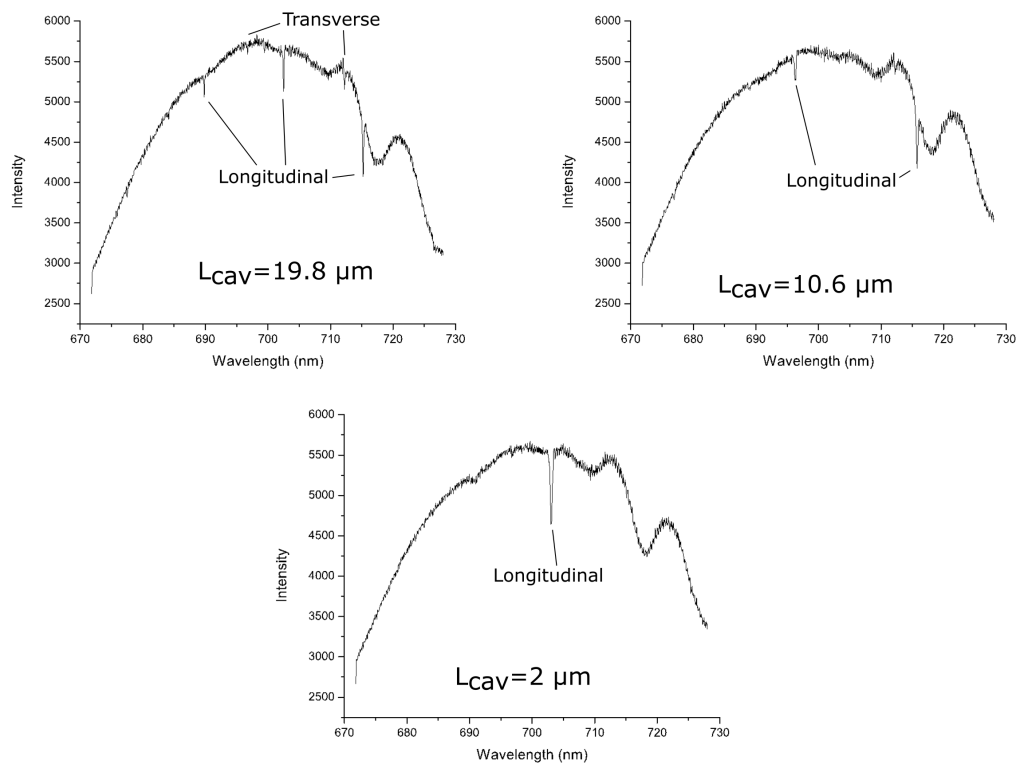 Transverse
6000
5500
5000
4500
4000
3500
3000
2500
Intensity
Longitudinal
Lcav=19.8 μm
670 680 690 700 710 720 730
Wavelength (nm)
6000
5500
5000
4500
4000
3500
3000
2500
Intensity
Longitudinal
Lcav=10.6 μm
670 680 690 700 710 720 730
Wavelength (nm)
6000
5500
5000
4500
4000
3500
3000
2500
Intensity
Longitudinal
Lcav=2 μm
670 680 690 700 710 720 730
Wavelength (nm)